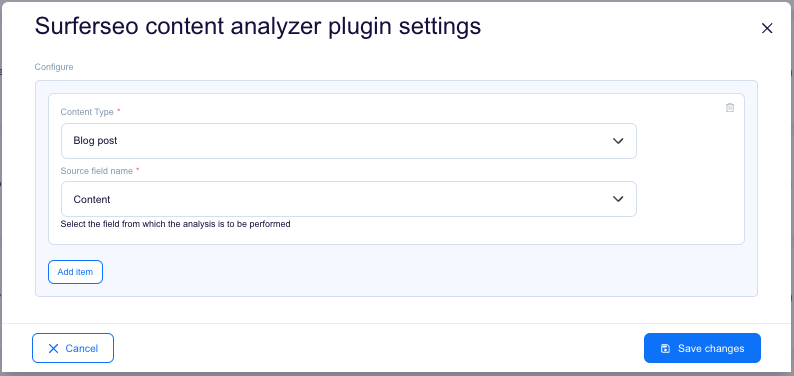 Surferseo content analyzer plugin settings
Configure
Content Type *
Blog post
Source field name *
Content
Select the field from which the analysis is to be performed
Add item
Cancel
Save changes